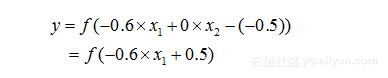 y = f(−0.6×x₁ + 0×x₂ − (−0.5))
= f(−0.6×x₁ + 0.5)
云栖社区 yq.aliyun.com